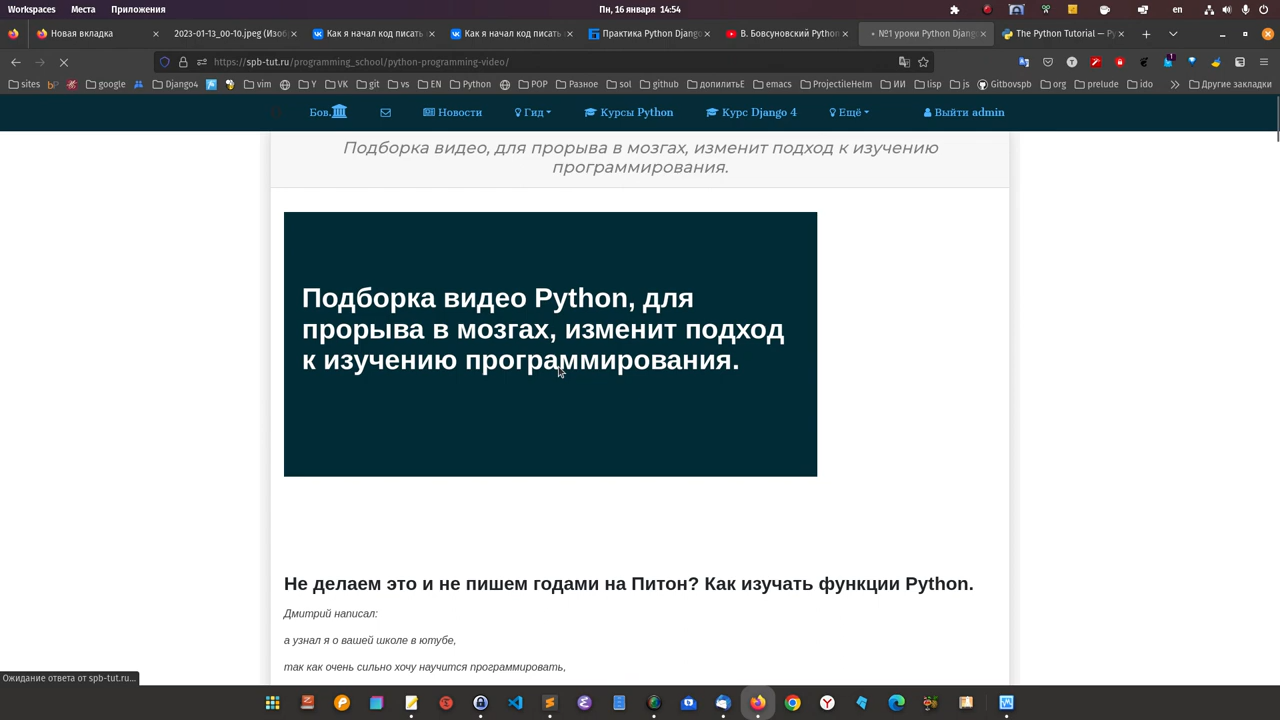 Workspaces Места Приложения Пн, 16 января 14:54 en
Новая вкладка 2023-01-13_00-10.jpeg (Изоб Как я начал код писать Как я начал код писать Практика Python Django В. Бовсуновский Python №1 уроки Python Djang The Python Tutorial — Py
https://spb-tut.ru/programming_school/python-programming-video/
sites google Django4 vim Y VK git vs EN Python POP Разное sol github допилитьЕ emacs ProjectileHelm ИИ lisp js Gitbovspb org prelude ido Другие закладки
Бов. Новости Гид Курсы Python Курс Django 4 Ещё Выйти admin
Подборка видео, для прорыва в мозгах, изменит подход к изучению
программирования.
Подборка видео Python, для
прорыва в мозгах, изменит подход
к изучению программирования.
Не делаем это и не пишем годами на Питон? Как изучать функции Python.
Дмитрий написал:
а узнал я о вашей школе в ютубе,
так как очень сильно хочу научится программировать,
Ожидание ответа от spb-tut.ru...